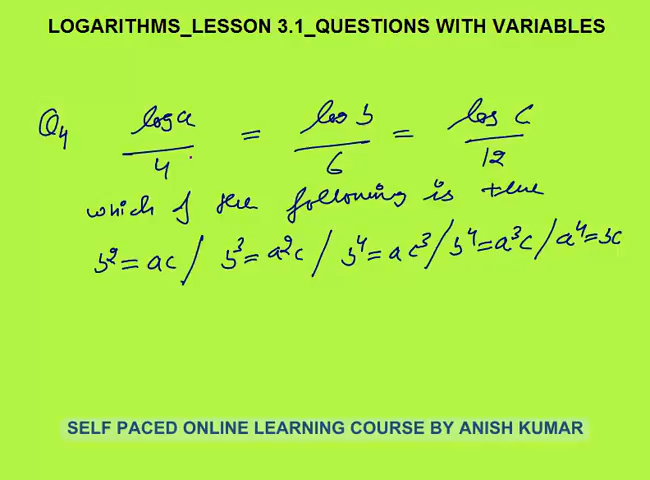 LOGARITHMS_LESSON 3.1_QUESTIONS WITH VARIABLES
Q4 log a / 4 = log b / 6 = log c / 12
which of the following is true
b² = ac / b³ = a²c / b⁴ = ac³ / b⁴ = a³c / a⁴ = bc
SELF PACED ONLINE LEARNING COURSE BY ANISH KUMAR